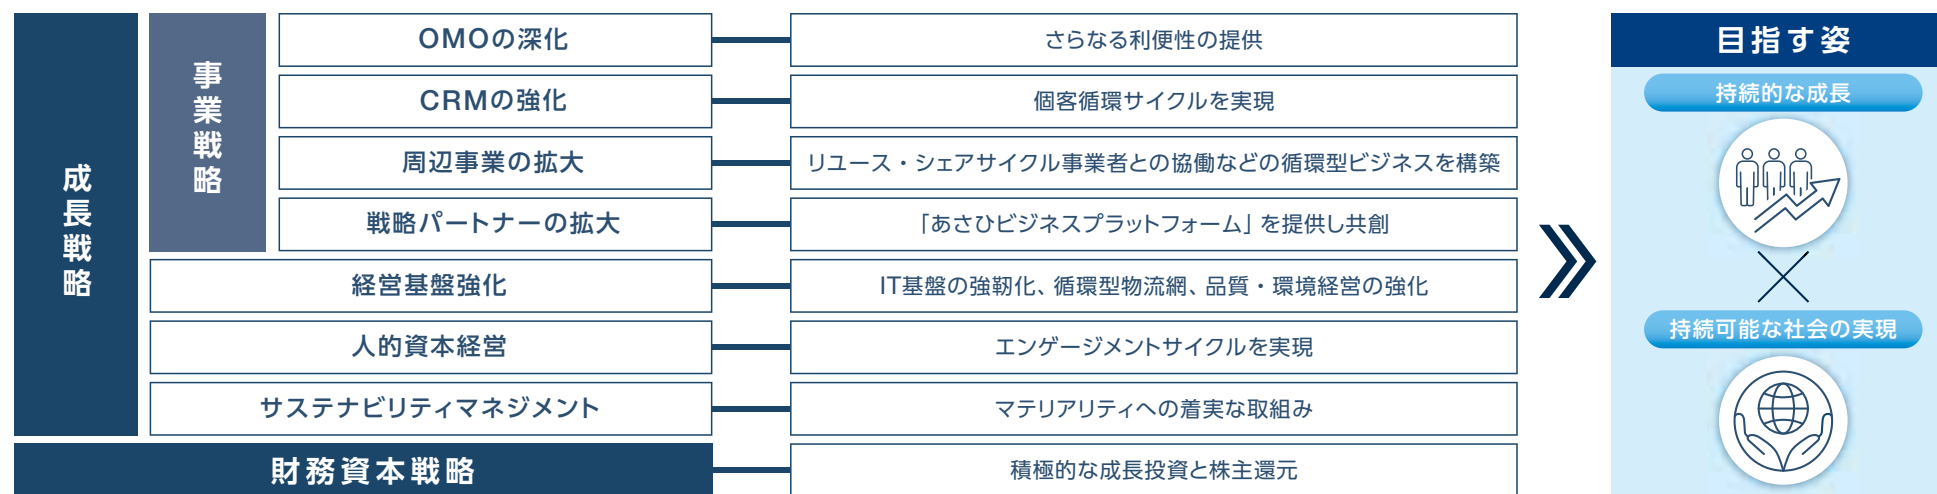 成長戦略
事業戦略
OMOの深化
さらなる利便性の提供
CRMの強化
個客循環サイクルを実現
周辺事業の拡大
リユース・シェアサイクル事業者との協働などの循環型ビジネスを構築
戦略パートナーの拡大
「あさひビジネスプラットフォーム」を提供し共創
経営基盤強化
IT基盤の強靭化、循環型物流網、品質・環境経営の強化
人的資本経営
エンゲージメントサイクルを実現
サステナビリティマネジメント
マテリアリティへの着実な取組み
財務資本戦略
積極的な成長投資と株主還元
目指す姿
持続的な成長
持続可能な社会の実現